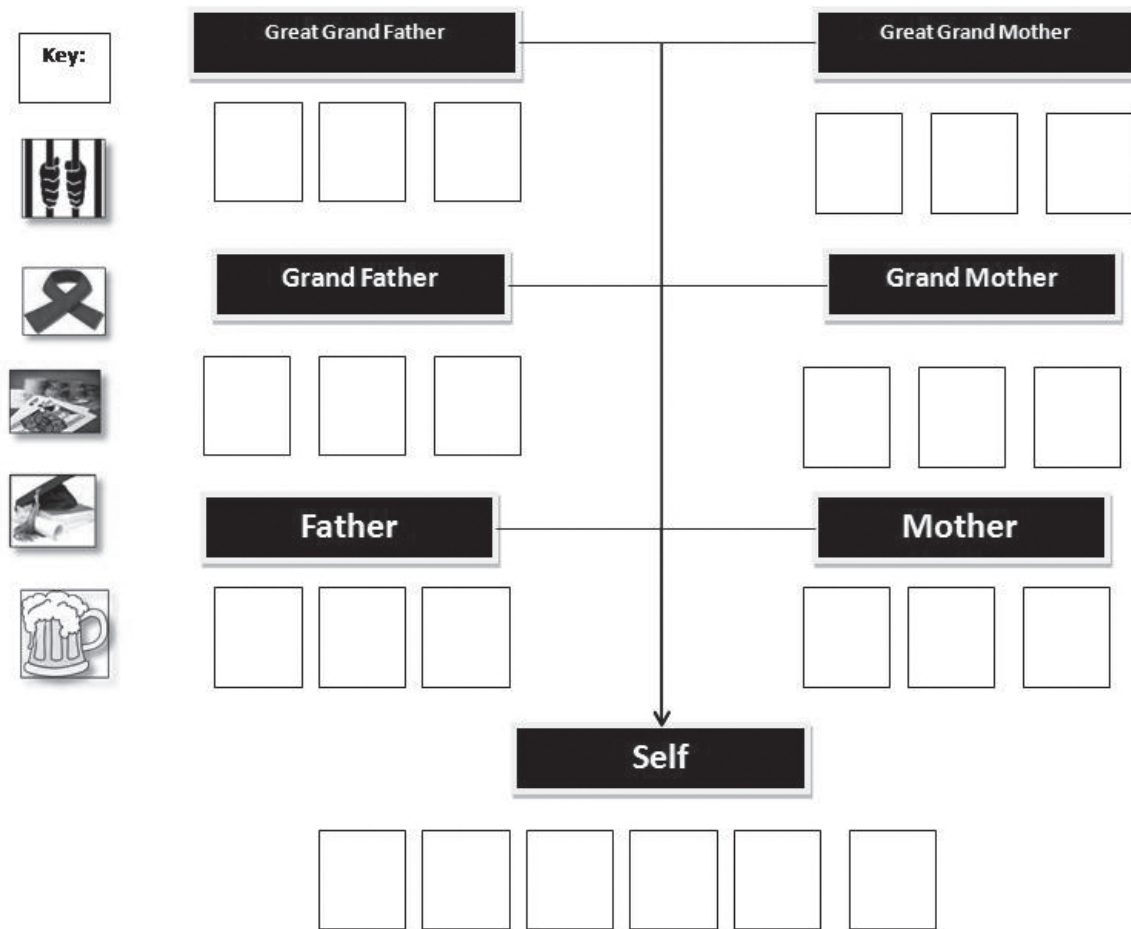 Key:
Great Grand Father
Great Grand Mother
Grand Father
Grand Mother
Father
Mother
Self